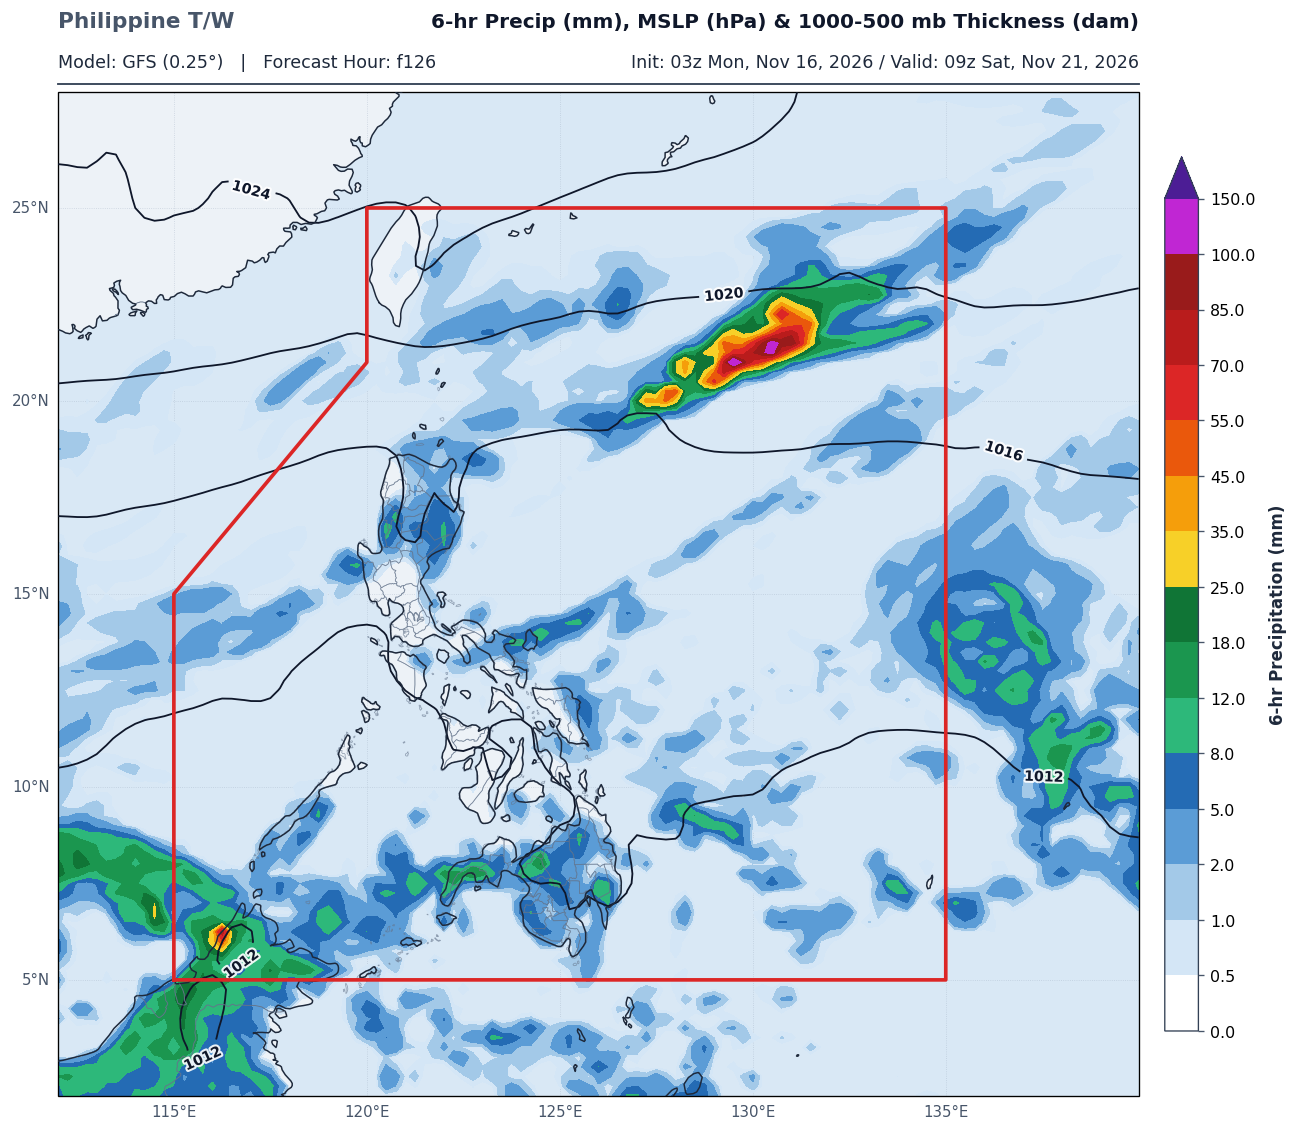 Philippine T/W
6-hr Precip (mm), MSLP (hPa) & 1000-500 mb Thickness (dam)
Model: GFS (0.25°) | Forecast Hour: f126
Init: 03z Mon, Nov 16, 2026 / Valid: 09z Sat, Nov 21, 2026
1024
25°N
1020
20°N
1016
15°N
1012
10°N
1012
5°N
1012
115°E
120°E
125°E
130°E
135°E
150.0
100.0
85.0
70.0
55.0
45.0
35.0
25.0
18.0
12.0
8.0
5.0
2.0
1.0
0.5
0.0
6-hr Precipitation (mm)